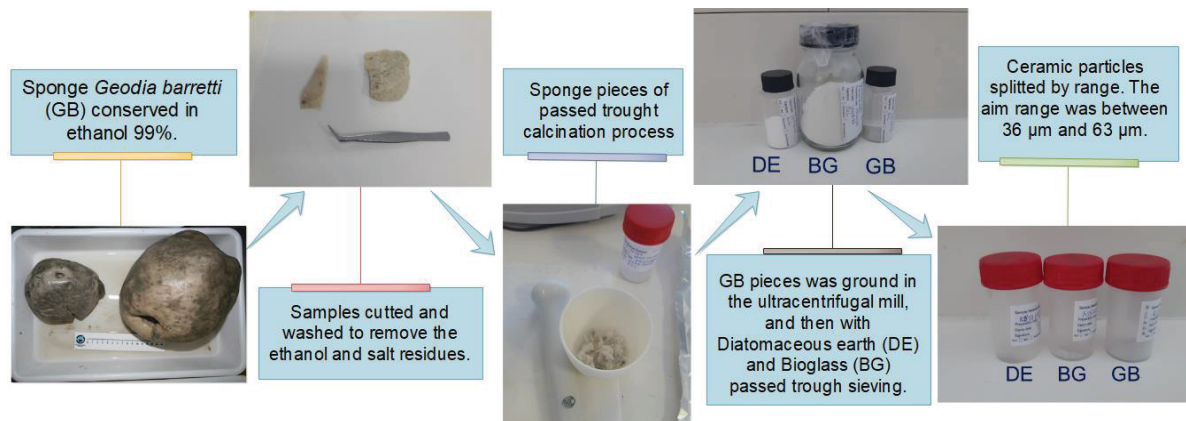 Sponge Geodia barretti
(GB) conserved in
ethanol 99%.
Samples cutted and
washed to remove the
ethanol and salt residues.
Sponge pieces of
passed trought
calcination process
DE BG GB
GB pieces was ground in
the ultracentrifugal mill,
and then with
Diatomaceous earth (DE)
and Bioglass (BG)
passed trough sieving.
Ceramic particles
splitted by range. The
aim range was between
36 µm and 63 µm.
DE BG GB